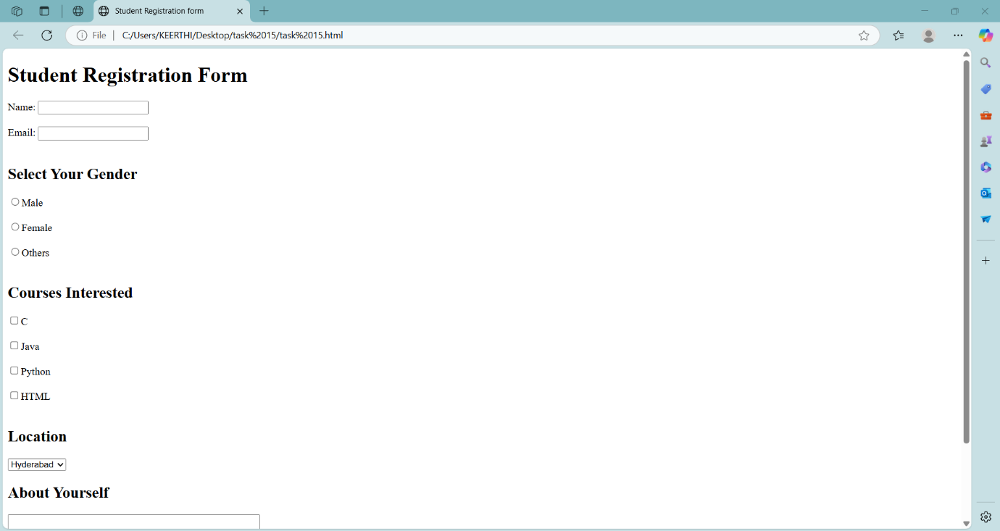 Student Registration form
File
C:/Users/KEERTHI/Desktop/task%2015/task%2015.html
Student Registration Form
Name:
Email:
Select Your Gender
Male
Female
Others
Courses Interested
C
Java
Python
HTML
Location
Hyderabad
About Yourself